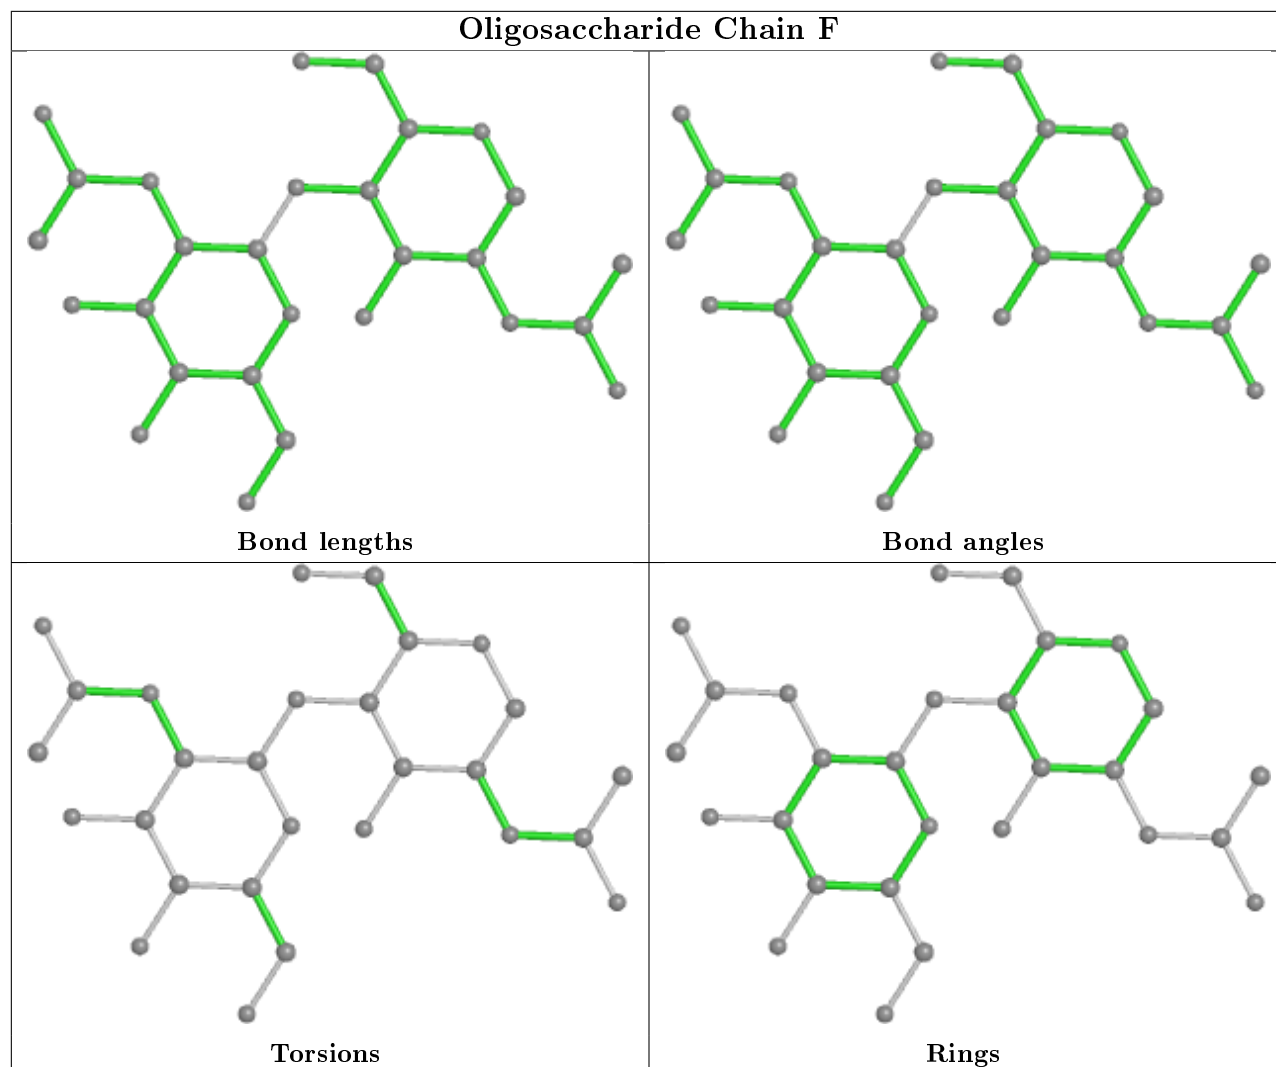 Oligosaccharide Chain F
Bond lengths
Bond angles
Torsions
Rings